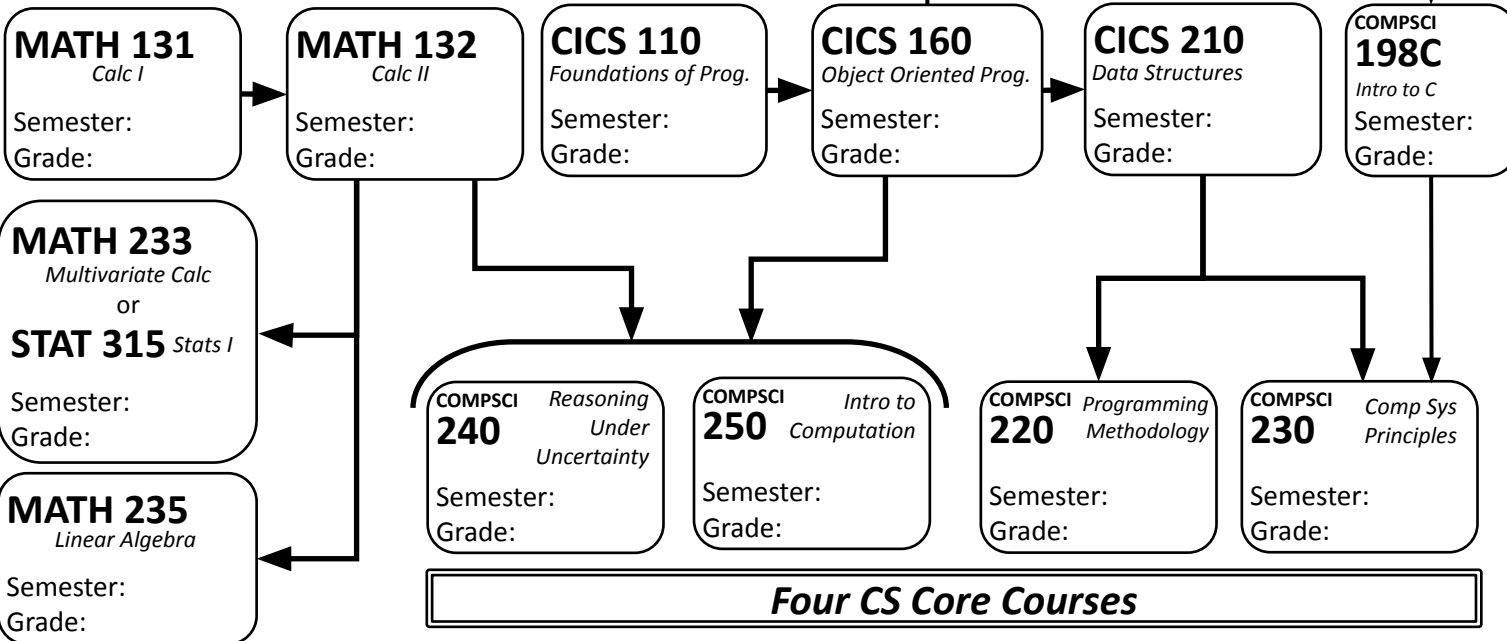 MATH 131
Calc I
Semester:
Grade:
MATH 132
Calc II
Semester:
Grade:
CICS 110
Foundations of Prog.
Semester:
Grade:
CICS 160
Object Oriented Prog.
Semester:
Grade:
CICS 210
Data Structures
Semester:
Grade:
COMPSCI
198C
Intro to C
Semester:
Grade:
MATH 233
Multivariate Calc
or
STAT 315 Stats I
Semester:
Grade:
MATH 235
Linear Algebra
Semester:
Grade:
COMPSCI
240
Reasoning
Under
Uncertainty
Semester:
Grade:
COMPSCI
250
Intro to
Computation
Semester:
Grade:
COMPSCI
220
Programming
Methodology
Semester:
Grade:
COMPSCI
230
Comp Sys
Principles
Semester:
Grade:
Four CS Core Courses